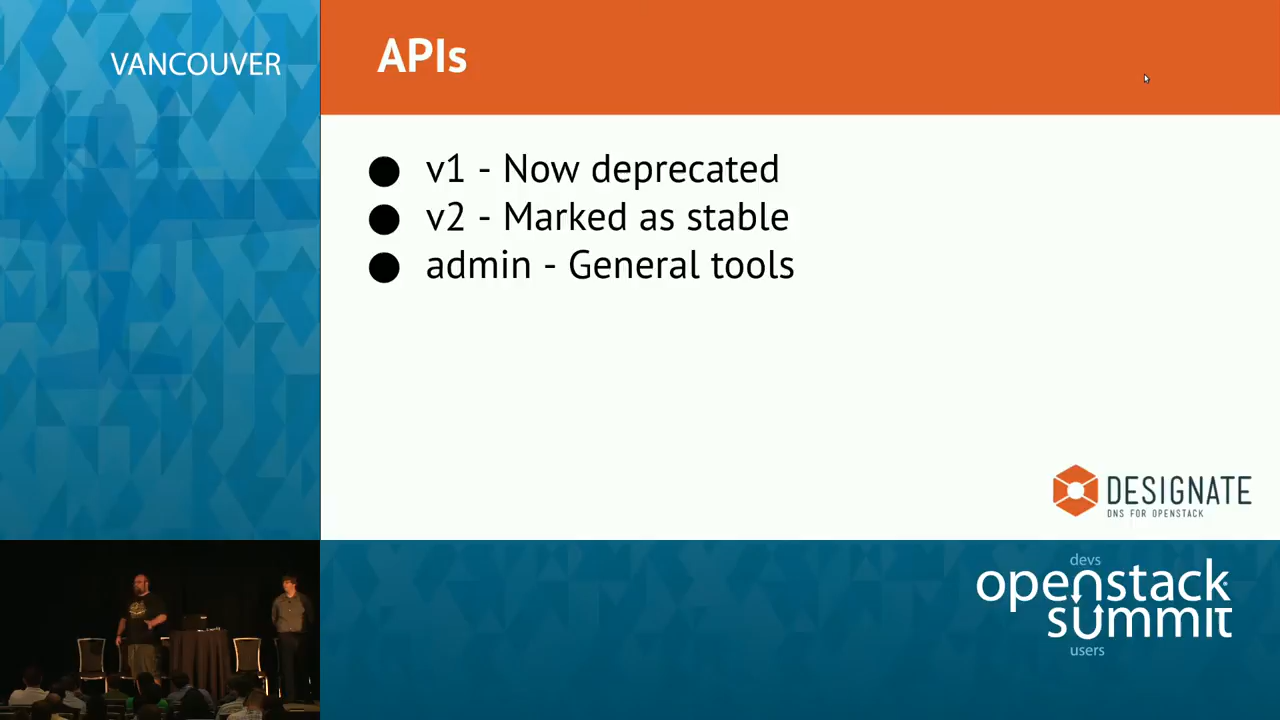 VANCOUVER
APIs
v1 - Now deprecated
v2 - Marked as stable
admin - General tools
DESIGNATE
DNS FOR OPENSTACK
devs
openstack
summit
users